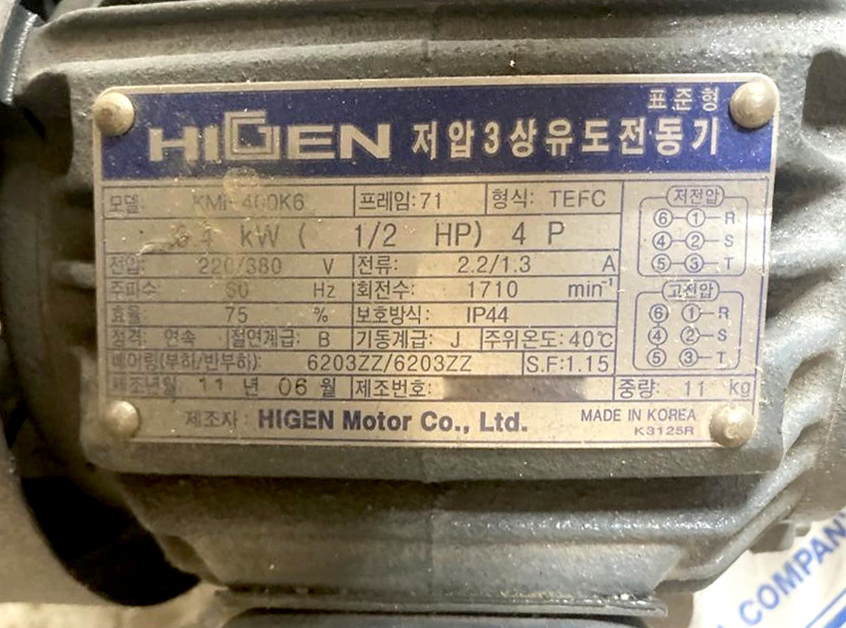 표준형
HIGEN 저압3상유도전동기
모델: KMI-400K6 프레임:71 형식: TEFC
0.4 kW ( 1/2 HP) 4 P
전압: 220/380 V 전류: 2.2/1.3 A
주파수: 60 Hz 회전수: 1710 min⁻¹
효율 75 % 보호방식: IP44
정격: 연속 절연계급: B 기동계급: J 주위온도: 40℃
베어링(부하/반부하): 6203ZZ/6203ZZ S.F:1.15
제조년월 11 년 06 월 제조번호: 중량: 11 kg
저전압
⑥-①-R
④-②-S
⑤-③-T
고전압
⑥ ①-R
④ ②-S
⑤ ③-T
제조자: HIGEN Motor Co., Ltd. MADE IN KOREA
K3125R
COMPAN